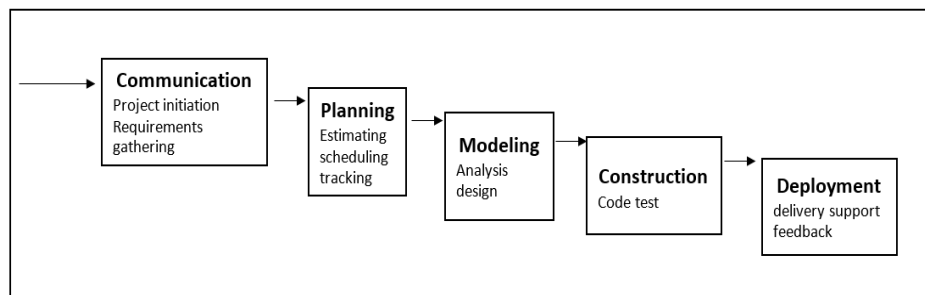 Communication
Project initiation
Requirements
gathering
Planning
Estimating
scheduling
tracking
Modeling
Analysis
design
Construction
Code test
Deployment
delivery support
feedback